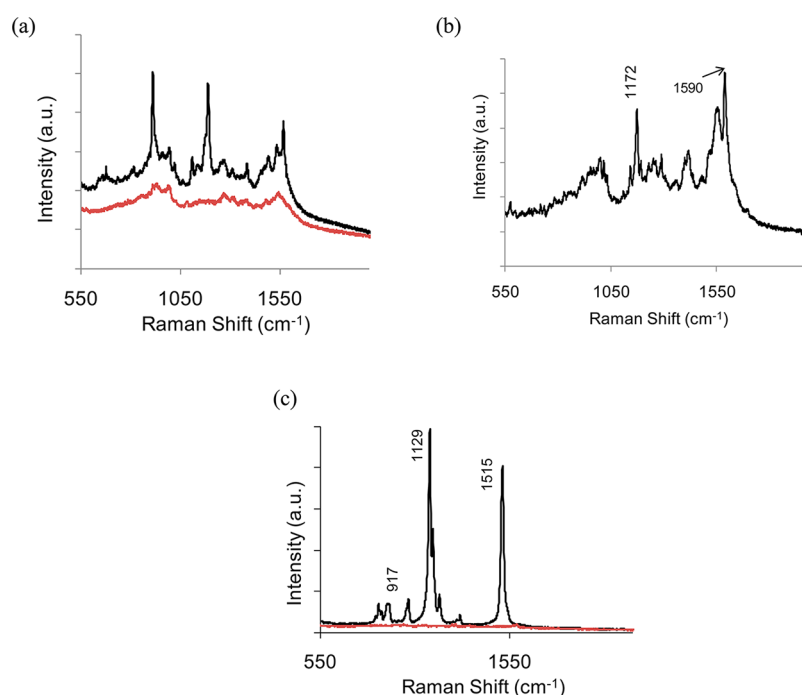 (a)
Intensity (a.u.)
550 1050 1550
Raman Shift (cm-1)
(b)
Intensity (a.u.)
1172
1590
550 1050 1550
Raman Shift (cm-1)
(c)
Intensity (a.u.)
917
1129
1515
550 1550
Raman Shift (cm-1)